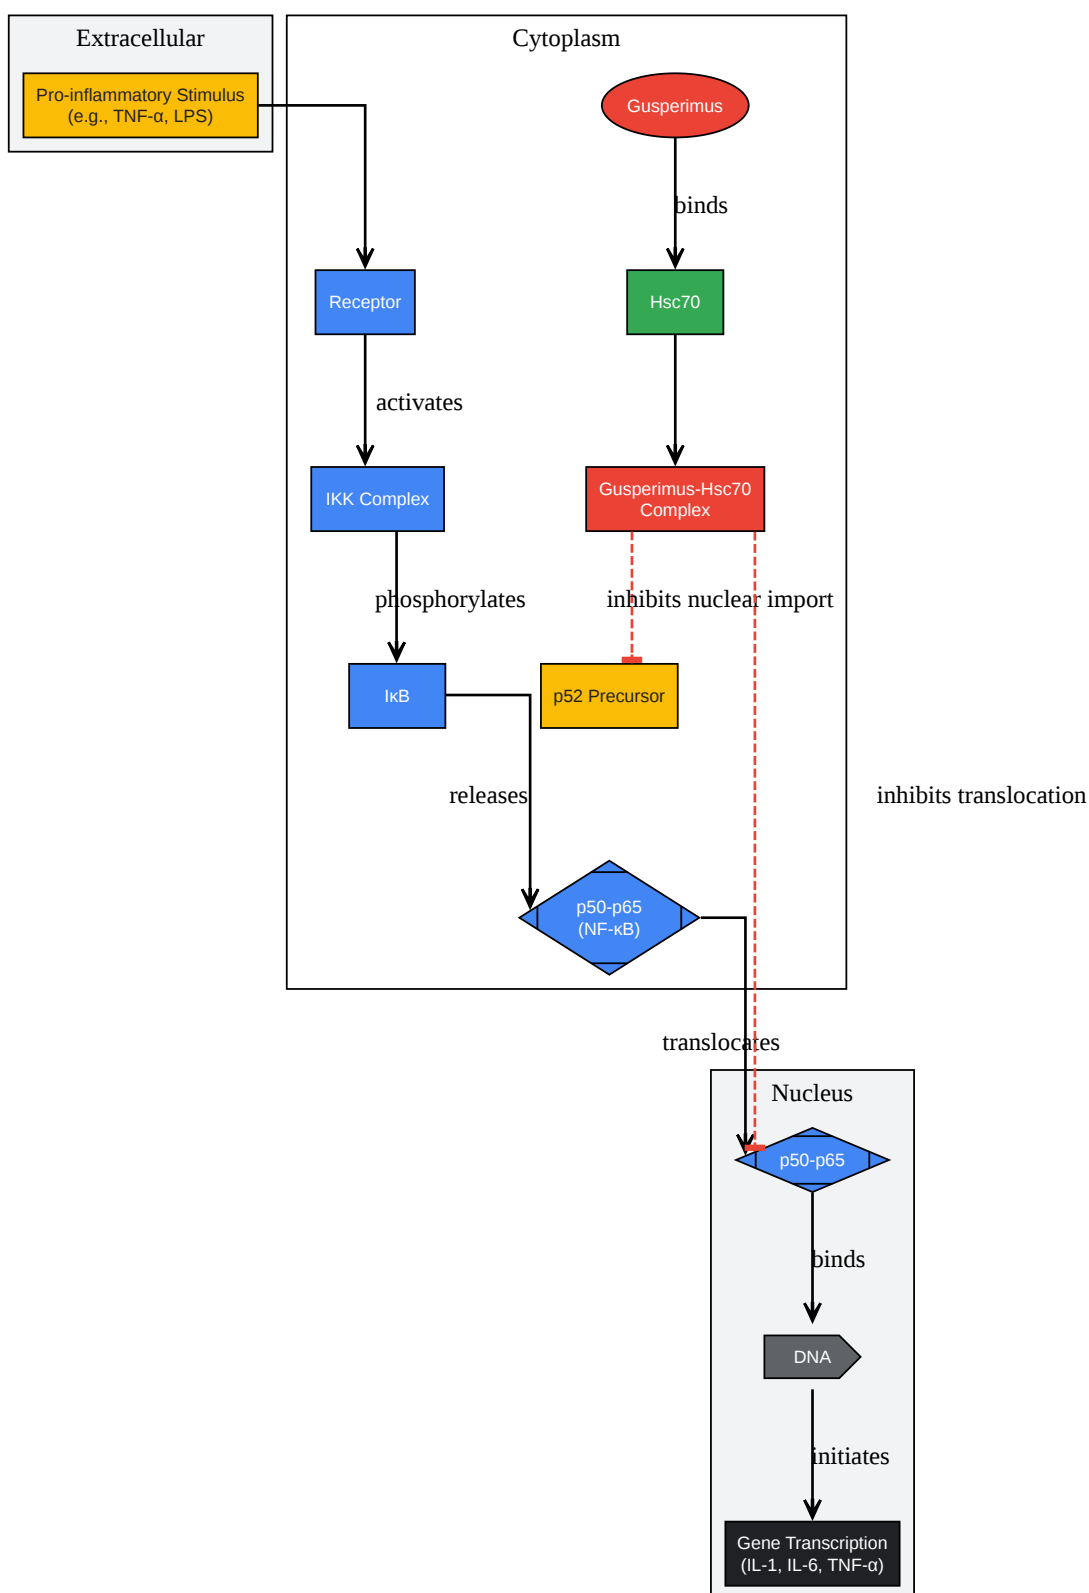 Extracellular
Cytoplasm
Pro-inflammatory Stimulus
(e.g., TNF-α, LPS)
Gusperimus
binds
Receptor
Hsc70
activates
IKK Complex
Gusperimus-Hsc70
Complex
phosphorylates
inhibits nuclear import
IκB
p52 Precursor
releases
inhibits translocation
p50-p65
(NF-κB)
translocates
Nucleus
p50-p65
binds
DNA
initiates
Gene Transcription
(IL-1, IL-6, TNF-α)